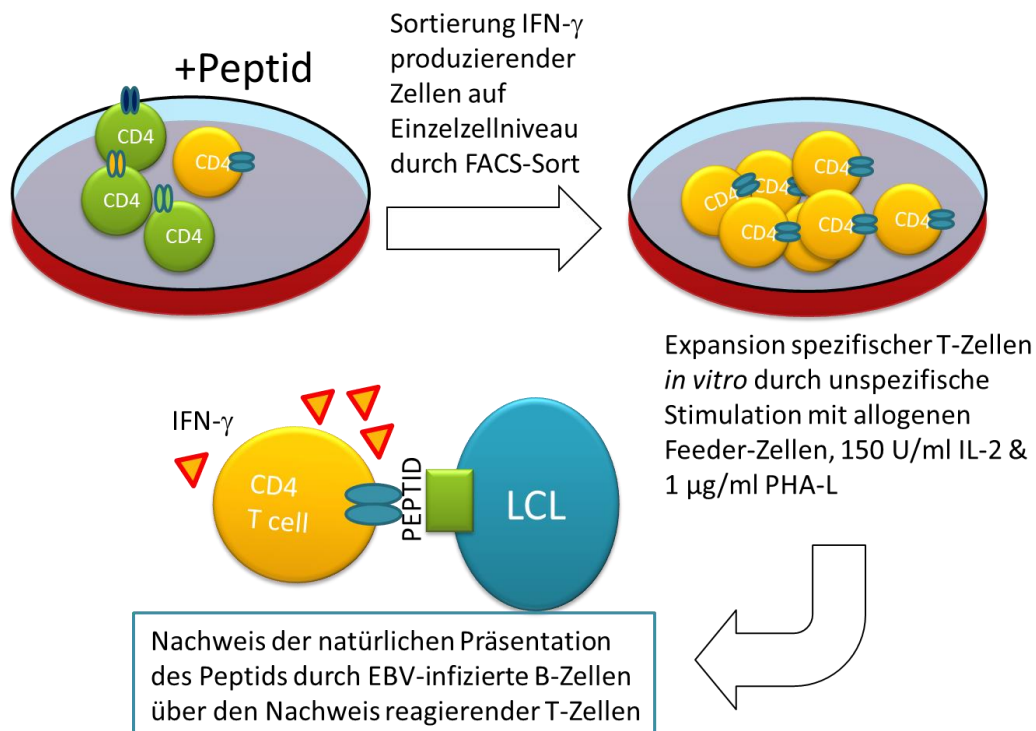 +Peptid
CD4
CD4
CD4
CD4
Sortierung IFN-γ
produzierender
Zellen auf
Einzelzellniveau
durch FACS-Sort
CD4
CD4
CD4
CD4
CD4
CD4
Expansion spezifischer T-Zellen
in vitro durch unspezifische
Stimulation mit allogenen
Feeder-Zellen, 150 U/ml IL-2 &
1 µg/ml PHA-L
IFN-γ
CD4
T cell
PEPTID
LCL
Nachweis der natürlichen Präsentation
des Peptids durch EBV-infizierte B-Zellen
über den Nachweis reagierender T-Zellen